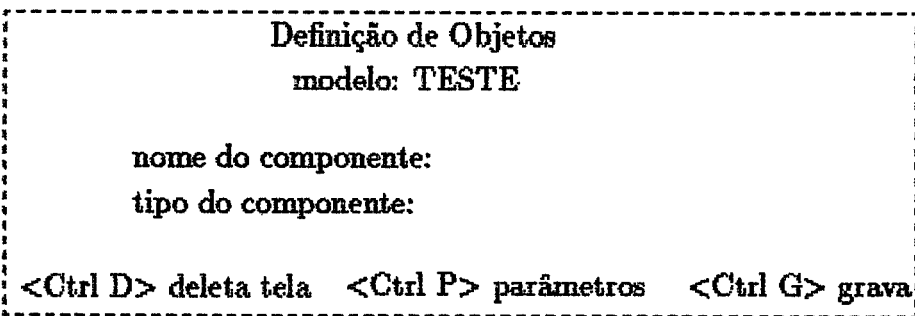 Definição de Objetos
modelo: TESTE
nome do componente:
tipo do componente:
<Ctrl D> deleta tela <Ctrl P> parâmetros <Ctrl G> grava